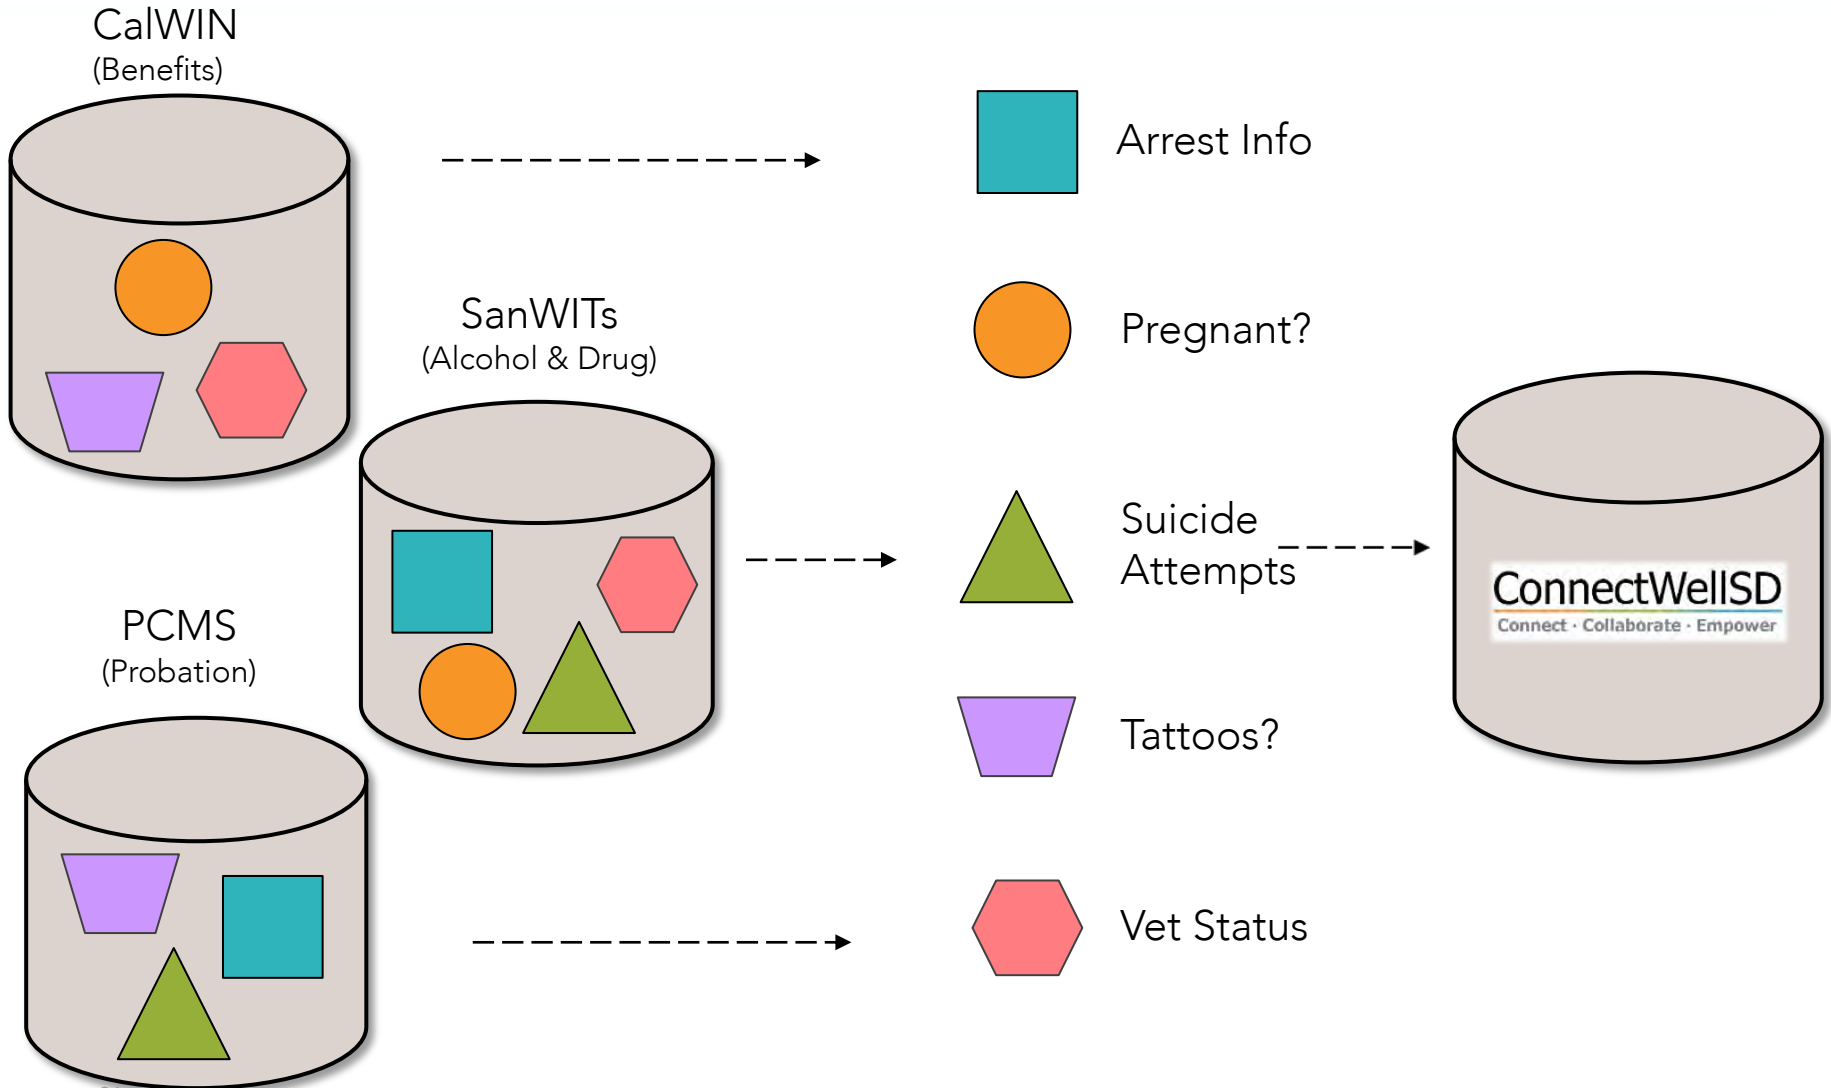 CalWIN
(Benefits)
SanWITs
(Alcohol & Drug)
PCMS
(Probation)
Arrest Info
Pregnant?
Suicide
Attempts
Tattoos?
Vet Status
ConnectWellSD
Connect · Collaborate · Empower